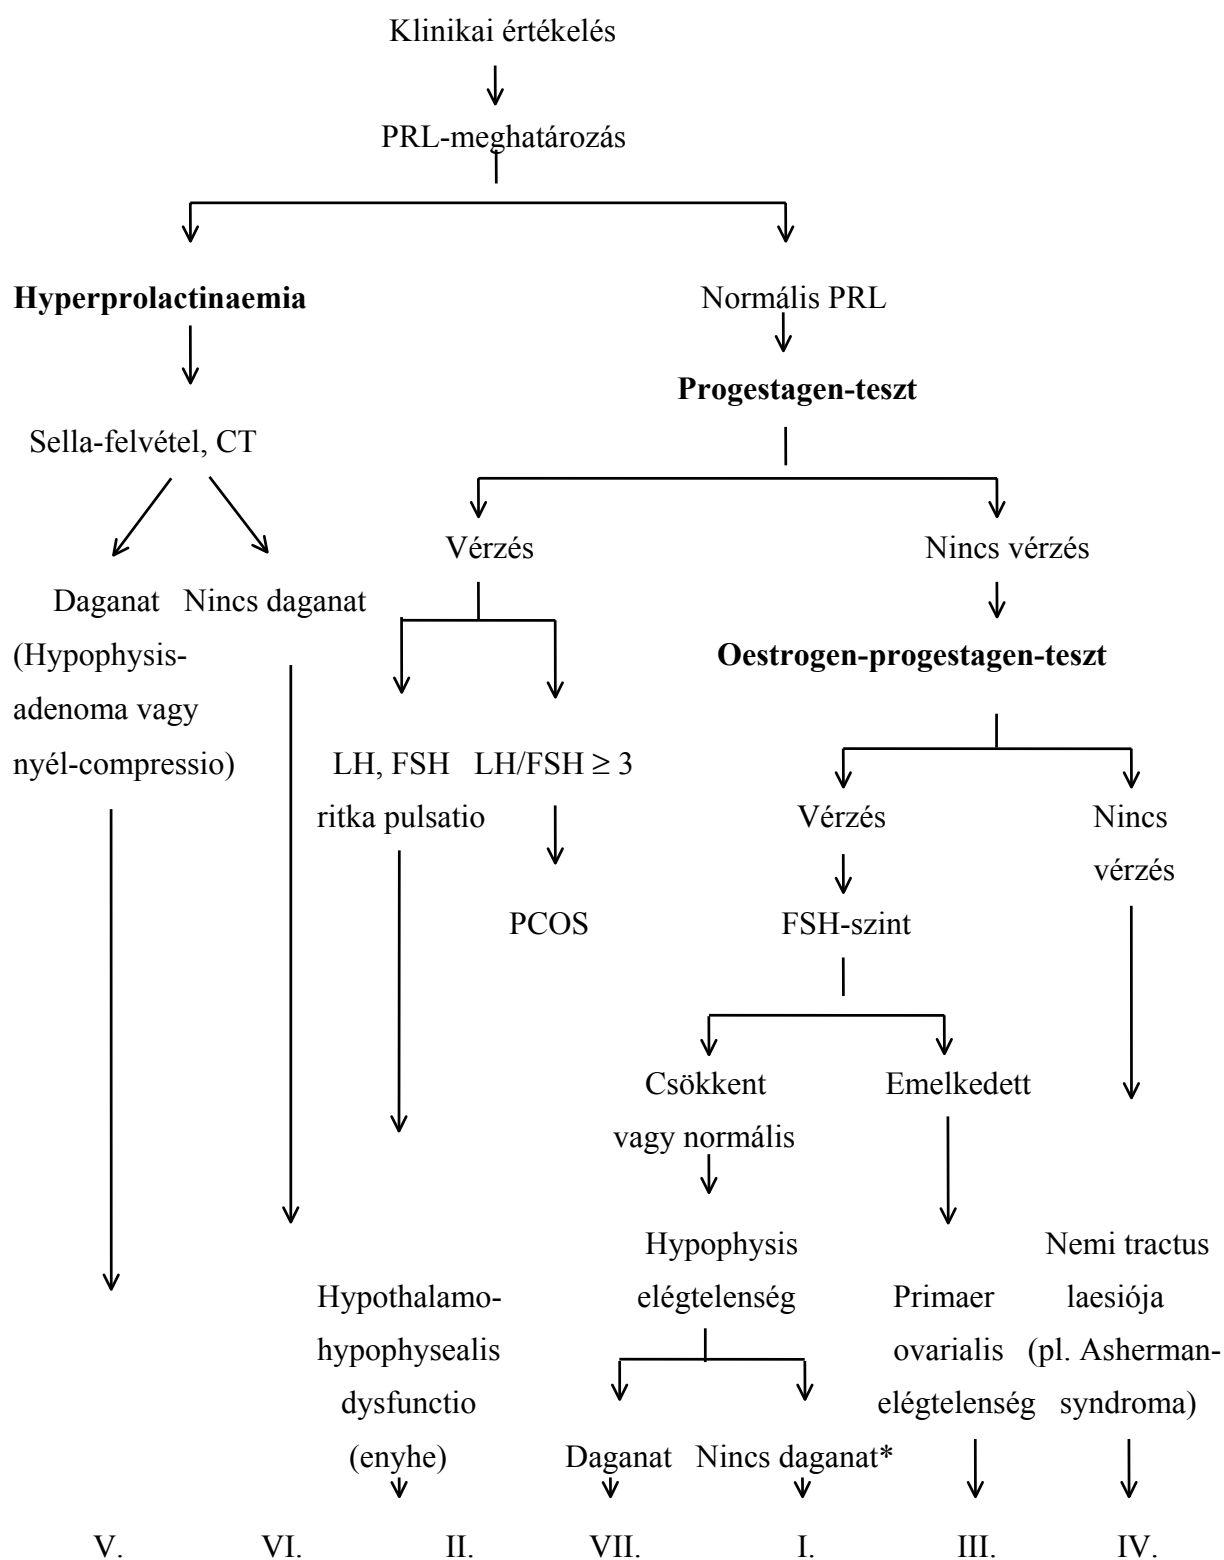 Klinikai értékelés
PRL-meghatározás
Hyperprolactinaemia
Normális PRL
Progestagen-teszt
Sella-felvétel, CT
Vérzés
Nincs vérzés
Daganat
(Hypophysis-
adenoma vagy
nyél-compressio)
Nincs daganat
Oestrogen-progestagen-teszt
LH, FSH
ritka pulsatio
LH/FSH ≥ 3
Vérzés
Nincs
vérzés
PCOS
FSH-szint
Csökkent
vagy normális
Emelkedett
Hypophysis
elégtelenség
Nemi tractus
laesiója
(pl. Asherman-
syndroma)
Hypothalamo-
hypophysealis
dysfunctio
(enyhe)
Primaer
ovarialis
elégtelenség
Daganat
Nincs daganat*
V.
VI.
II.
VII.
I.
III.
IV.